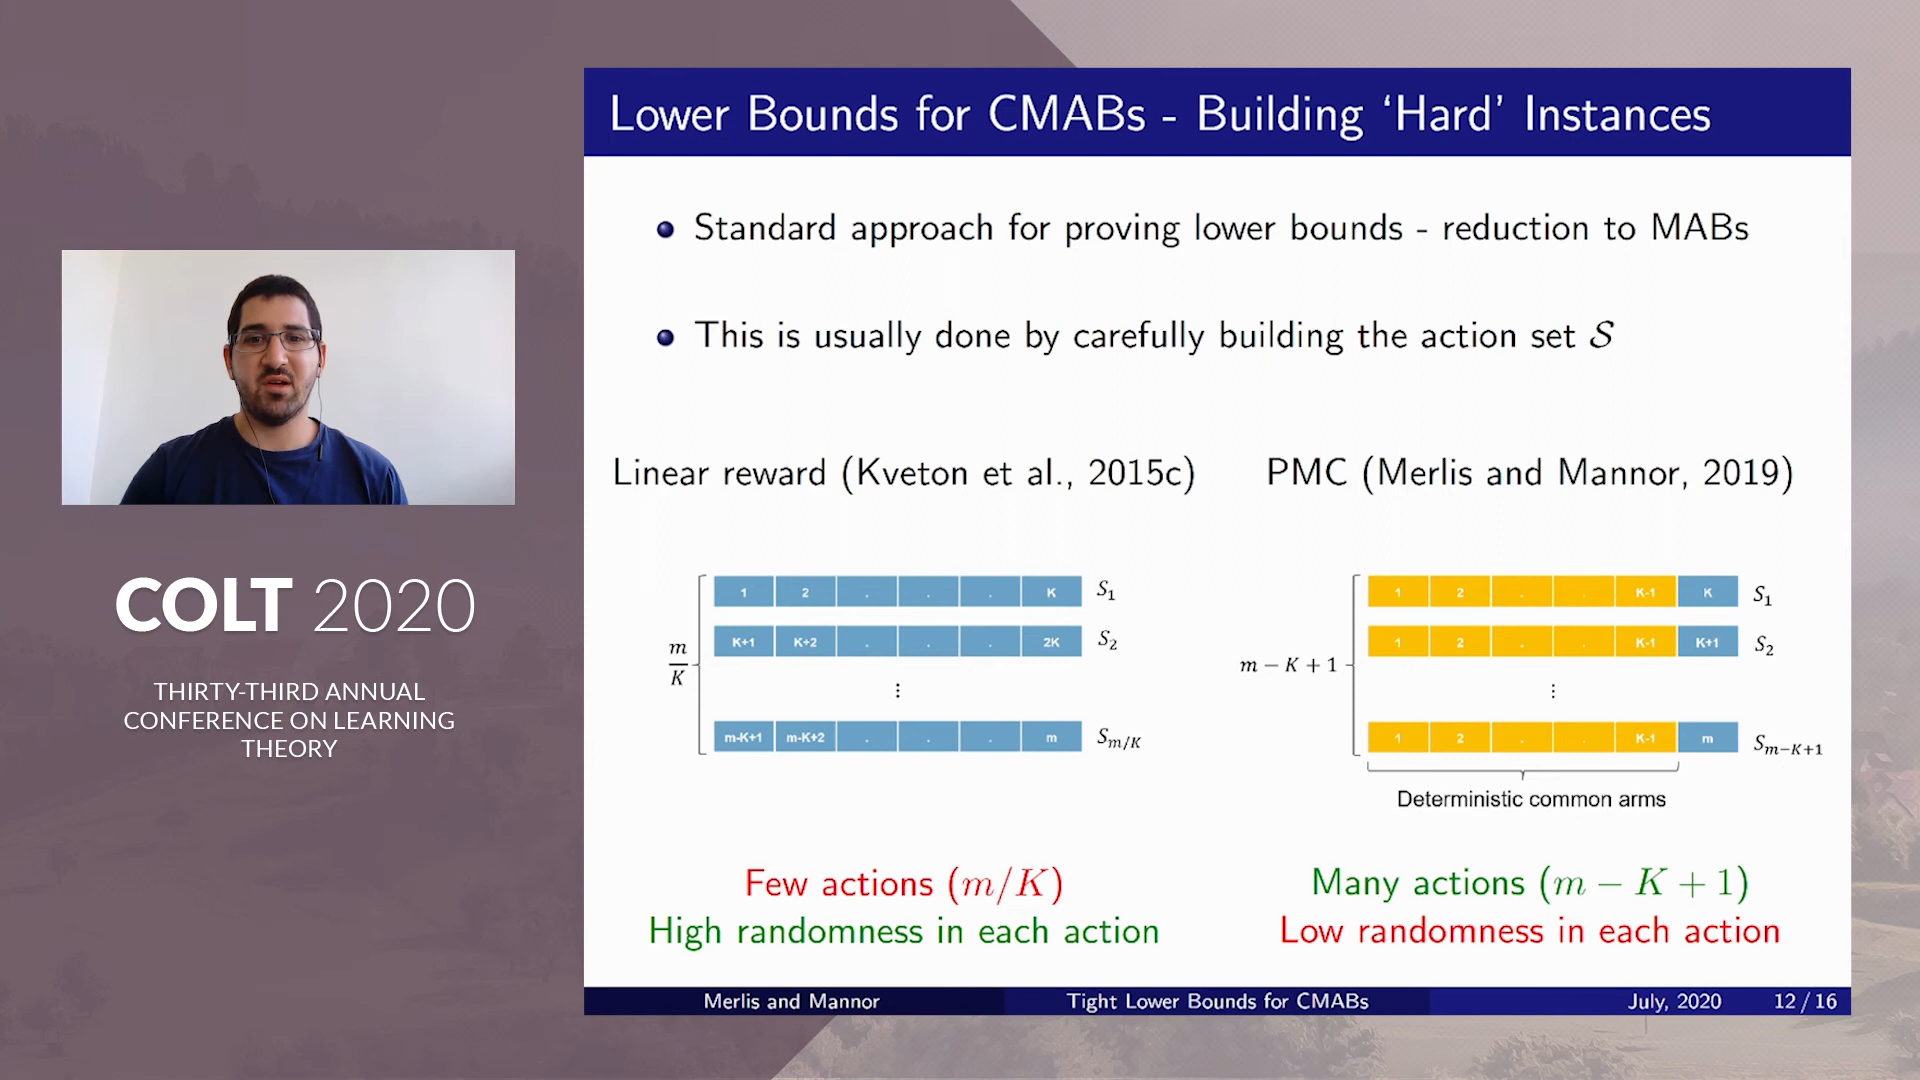 COLT 2020
THIRTY-THIRD ANNUAL
CONFERENCE ON LEARNING
THEORY
Lower Bounds for CMABs - Building ‘Hard’ Instances
Standard approach for proving lower bounds - reduction to MABs
This is usually done by carefully building the action set 𝒮
Linear reward (Kveton et al., 2015c)
m/K
1 2 . . . K S₁
K+1 K+2 . . . 2K S₂
⋮
m-K+1 m-K+2 . . . m S_{m/K}
Few actions (m/K)
High randomness in each action
PMC (Merlis and Mannor, 2019)
m − K + 1
1 2 . . K-1 K S₁
1 2 . . K-1 K+1 S₂
⋮
1 2 . . K-1 m S_{m−K+1}
Deterministic common arms
Many actions (m − K + 1)
Low randomness in each action
Merlis and Mannor Tight Lower Bounds for CMABs July, 2020 12 / 16